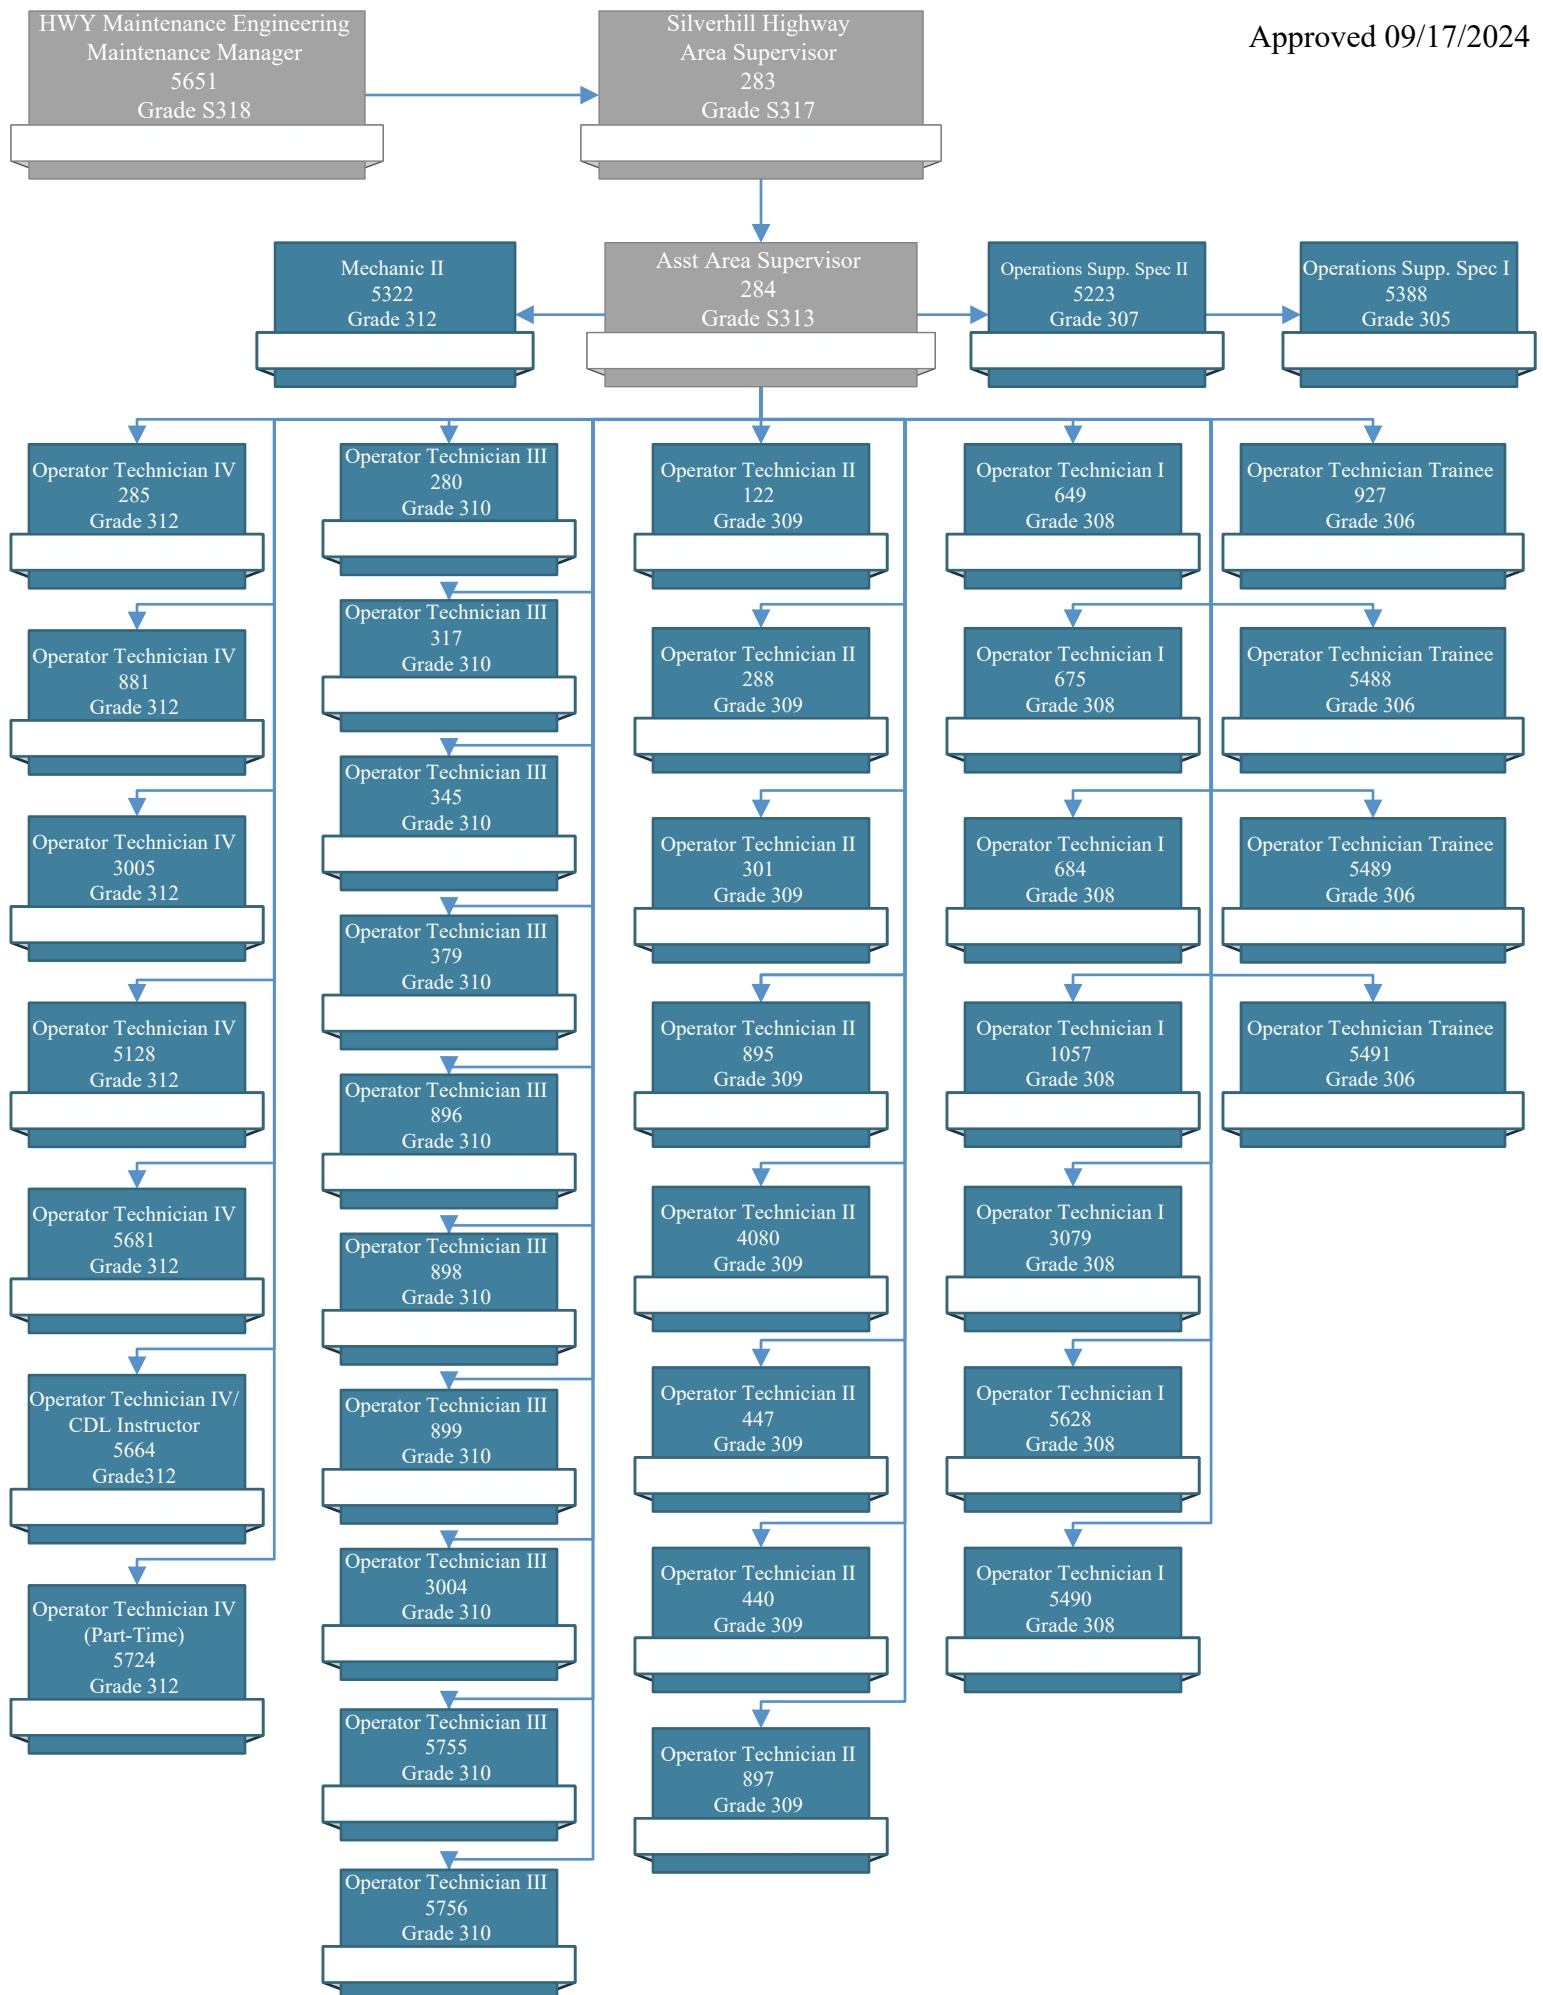 HWY Maintenance Engineering
Maintenance Manager
5651
Grade S318
Silverhill Highway
Area Supervisor
283
Grade S317
Approved 09/17/2024
Mechanic II
5322
Grade 312
Asst Area Supervisor
284
Grade S313
Operations Supp. Spec II
5223
Grade 307
Operations Supp. Spec I
5388
Grade 305
Operator Technician IV
285
Grade 312
Operator Technician IV
881
Grade 312
Operator Technician IV
3005
Grade 312
Operator Technician IV
5128
Grade 312
Operator Technician IV
5681
Grade 312
Operator Technician IV/
CDL Instructor
5664
Grade312
Operator Technician IV
(Part-Time)
5724
Grade 312
Operator Technician III
280
Grade 310
Operator Technician III
317
Grade 310
Operator Technician III
345
Grade 310
Operator Technician III
379
Grade 310
Operator Technician III
896
Grade 310
Operator Technician III
898
Grade 310
Operator Technician III
899
Grade 310
Operator Technician III
3004
Grade 310
Operator Technician III
5755
Grade 310
Operator Technician III
5756
Grade 310
Operator Technician II
122
Grade 309
Operator Technician II
288
Grade 309
Operator Technician II
301
Grade 309
Operator Technician II
895
Grade 309
Operator Technician II
4080
Grade 309
Operator Technician II
447
Grade 309
Operator Technician II
440
Grade 309
Operator Technician II
897
Grade 309
Operator Technician I
649
Grade 308
Operator Technician I
675
Grade 308
Operator Technician I
684
Grade 308
Operator Technician I
1057
Grade 308
Operator Technician I
3079
Grade 308
Operator Technician I
5628
Grade 308
Operator Technician I
5490
Grade 308
Operator Technician Trainee
927
Grade 306
Operator Technician Trainee
5488
Grade 306
Operator Technician Trainee
5489
Grade 306
Operator Technician Trainee
5491
Grade 306